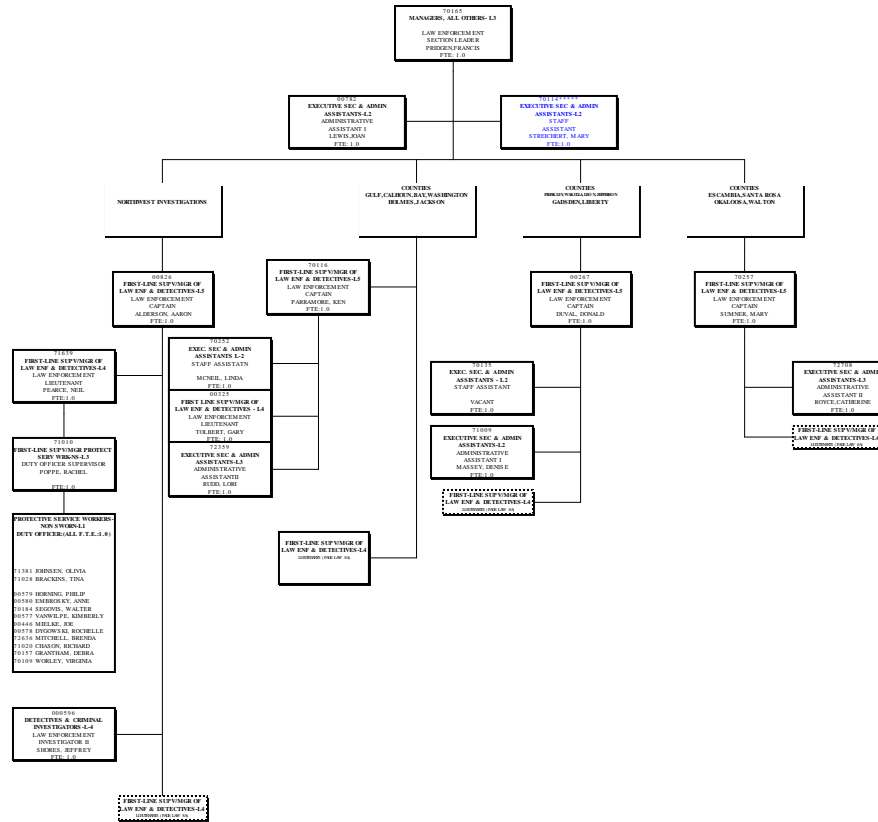 70165
MANAGERS, ALL OTHERS- L3
LAW ENFORCEMENT
SECTION LEADER
PRIDGEN,FRANCIS
FTE: 1.0
00782
EXECUTIVE SEC & ADMIN
ASSISTANTS-L2
ADMINISTRATIVE
ASSISTANT I
LEWIS,JOAN
FTE: 1.0
70114*****
EXECUTIVE SEC & ADMIN
ASSISTANTS-L2
STAFF
ASSISTANT
STREICHERT, MARY
FTE:1.0
NORTHWEST INVESTIGATIONS
COUNTIES
GULF,CALHOUN,BAY,WASHINGTON
HOLMES,JACKSON
COUNTIES
GADSDEN,LIBERTY
COUNTIES
ESCAMBIA,SANTA ROSA
OKALOOSA,WALTON
00826
FIRST-LINE SUPV/MGR OF
LAW ENF & DETECTIVES-L5
LAW ENFORCEMENT
CAPTAIN
ALDERSON, AARON
FTE:1.0
70116
FIRST-LINE SUPV/MGR OF
LAW ENF & DETECTIVES-L5
LAW ENFORCEMENT
CAPTAIN
PARRAMORE, KEN
FTE:1.0
00267
FIRST-LINE SUPV/MGR OF
LAW ENF & DETECTIVES-L5
LAW ENFORCEMENT
CAPTAIN
DUVAL, DONALD
FTE:1.0
70257
FIRST-LINE SUPV/MGR OF
LAW ENF & DETECTIVES-L5
LAW ENFORCEMENT
CAPTAIN
SUMNER, MARY
FTE:1.0
71639
FIRST-LINE SUPV/MGR OF
LAW ENF & DETECTIVES-L4
LAW ENFORCEMENT
LIEUTENANT
PEARCE, NEIL
FTE: 1.0
70252
EXEC. SEC & ADMIN
ASSISTANTS L-2
STAFF ASSISTATN
MCNEIL, LINDA
FTE:1.0
00325
FIRST LINE SUPV/MGR OF
LAW ENF & DETECTIVES - L4
LAW ENFORCEMENT
LIEUTENANT
TOLBERT, GARY
FTE: 1.0
72359
EXECUTIVE SEC & ADMIN
ASSISTANTS-L3
ADMINISTRATIVE
ASSISTANTII
RUDD, LORI
FTE:1.0
70135
EXEC. SEC. & ADMIN
ASSISTANTS - L2
STAFF ASSISTANT
VACANT
FTE: 1.0
72708
EXECUTIVE SEC & ADMI
ASSISTANTS-L3
ADMINISTRATIVE
ASSISTANT II
ROYCE,CATHERINE
FTE: 1.0
71009
EXECUTIVE SEC & ADMIN
ASSISTANTS-L2
ADMINISTRATIVE
ASSISTANT I
MASSEY, DENISE
FTE:1.0
FIRST-LINE SUPV/MGR OF
LAW ENF & DETECTIVES-L4
71010
FIRST-LINE SUPV/MGR PROTECT
SERV WRK-NS-L3
DUTY OFFICER SUPERVISOR
POPPE, RACHEL
FTE:1.0
FIRST-LINE SUPV/MGR OF
LAW ENF & DETECTIVES-L4
PROTECTIVE SERVICE WORKERS-
NON SWORN-L1
DUTY OFFICER:(ALL F.T.E.:1.0)
71381 JOHNSEN, OLIVIA
71028 BRACKINS, TINA
00579 HORNING, PHILIP
00580 EMBROSKY, ANNE
70184 SEGOVIS, WALTER
00577 VANWILPE, KIMBERLY
00446 MIELKE, JOE
00578 DYGOWSKI, ROCHELLE
72636 MITCHELL, BRENDA
71020 CHASON, RICHARD
70157 GRANTHAM, DEBRA
70109 WORLEY, VIRGINIA
FIRST-LINE SUPV/MGR OF
LAW ENF & DETECTIVES-L4
000596
DETECTIVES & CRIMINAL
INVESTIGATORS-L-4
LAW ENFORCEMENT
INVESTIGATOR II
SHORES, JEFFREY
FTE: 1.0
FIRST-LINE SUPV/MGR OF
LAW ENF & DETECTIVES-L4